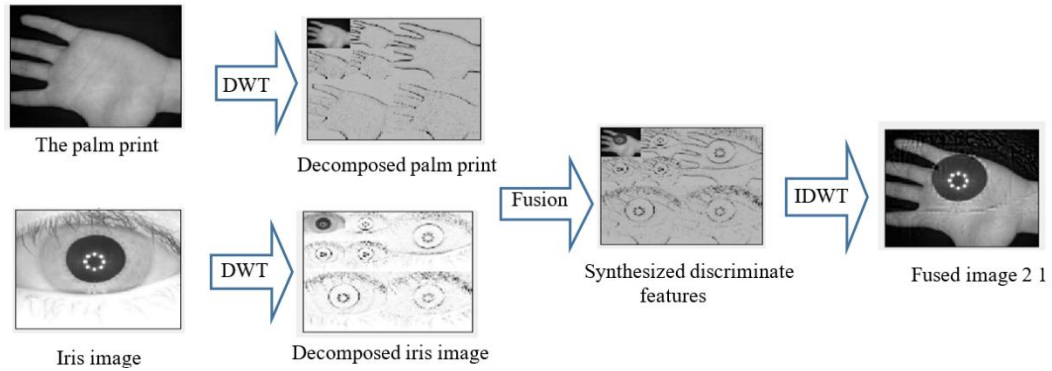 DWT
The palm print
Decomposed palm print
Fusion
IDWT
DWT
Synthesized discriminate
features
Fused image 2 1
Iris image
Decomposed iris image